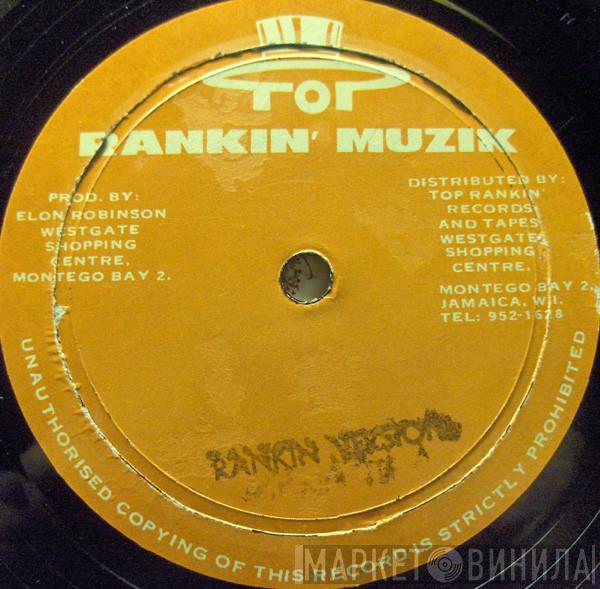 TOP
RANKIN' MUZIK
PROD. BY:
ELON ROBINSON
WESTGATE
SHOPPING
CENTRE,
MONTEGO BAY 2.
DISTRIBUTED BY:
TOP RANKIN'
RECORDS
AND TAPES
WESTGATE
SHOPPING
CENTRE,
MONTEGO BAY 2,
JAMAICA, W.I.
TEL: 952-1628
RANKIN VERSION
UNAUTHORISED COPYING OF THIS RECORD IS STRICTLY PROHIBITED
МАРКЕТ ВИНИЛА